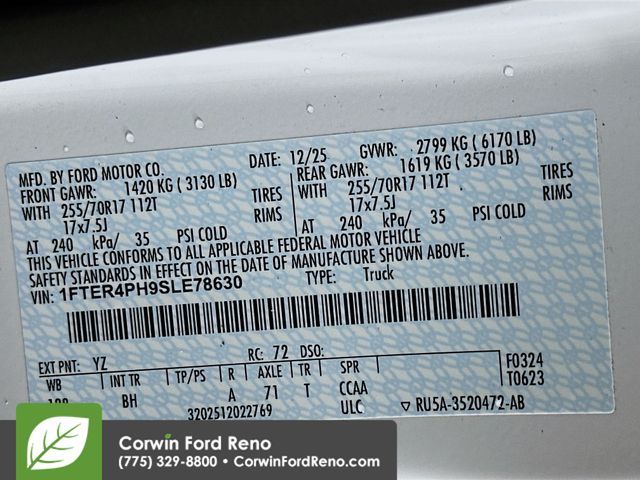 MFD. BY FORD MOTOR CO. DATE: 12/25 GVWR: 2799 KG ( 6170 LB)
FRONT GAWR: 1420 KG ( 3130 LB) REAR GAWR: 1619 KG ( 3570 LB)
WITH 255/70R17 112T TIRES WITH 255/70R17 112T TIRES
17x7.5J RIMS 17x7.5J RIMS
AT 240 kPa/ 35 PSI COLD AT 240 kPa/ 35 PSI COLD
THIS VEHICLE CONFORMS TO ALL APPLICABLE FEDERAL MOTOR VEHICLE
SAFETY STANDARDS IN EFFECT ON THE DATE OF MANUFACTURE SHOWN ABOVE.
VIN: 1FTER4PH9SLE78630 TYPE: Truck
EXT PNT: YZ RC: 72 DSO: F0324
WB INT TR TP/PS R AXLE TR SPR T0623
BH A 71 T CCAA
3202512022769 ULC ▽ RU5A-3520472-AB
Corwin Ford Reno
(775) 329-8800 • CorwinFordReno.com